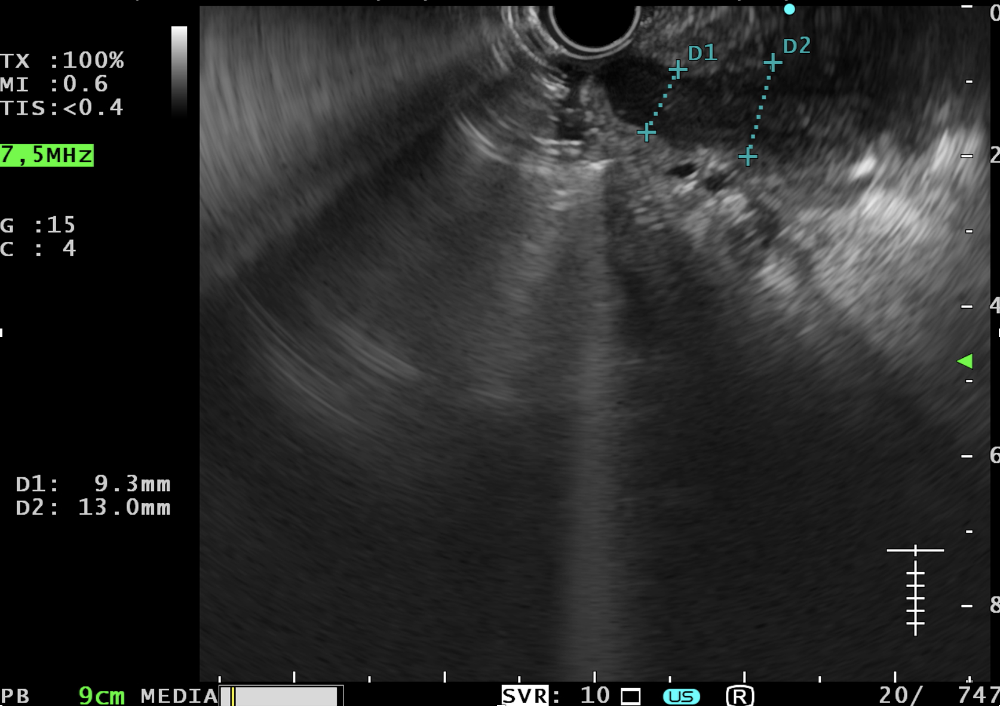 TX :100%
MI :0.6
TIS:<0.4
7,5MHz
G :15
C : 4
D1: 9.3mm
D2: 13.0mm
D1
D2
0
2
4
6
8
PB 9cm MEDIA SVR: 10 US R 20/ 747